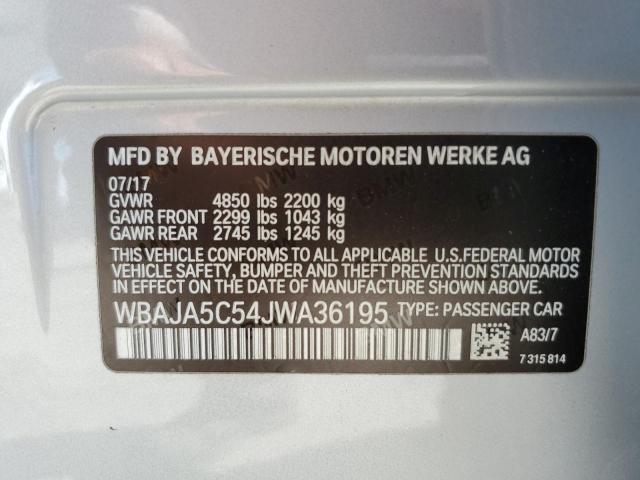 MFD BY BAYERISCHE MOTOREN WERKE AG
07/17
GVWR 4850 lbs 2200 kg
GAWR FRONT 2299 lbs 1043 kg
GAWR REAR 2745 lbs 1245 kg
THIS VEHICLE CONFORMS TO ALL APPLICABLE U.S.FEDERAL MOTOR
VEHICLE SAFETY, BUMPER AND THEFT PREVENTION STANDARDS
IN EFFECT ON THE DATE OF MANUFACTURE SHOWN ABOVE.
WBAJA5C54JWA36195 TYPE: PASSENGER CAR
A83/7
7 315 814